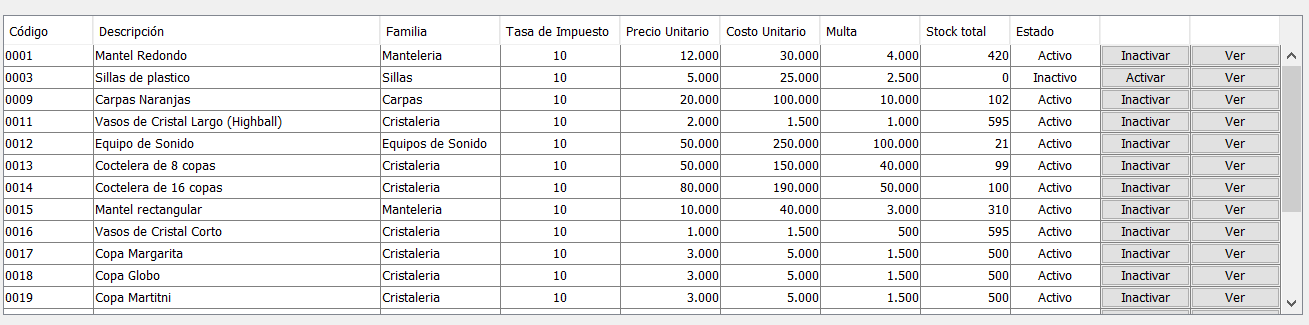 Código Descripción Familia Tasa de Impuesto Precio Unitario Costo Unitario Multa Stock total Estado
0001 Mantel Redondo Manteleria 10 12.000 30.000 4.000 420 Activo Inactivar Ver
0003 Sillas de plastico Sillas 10 5.000 25.000 2.500 0 Inactivo Activar Ver
0009 Carpas Naranjas Carpas 10 20.000 100.000 10.000 102 Activo Inactivar Ver
0011 Vasos de Cristal Largo (Highball) Cristaleria 10 2.000 1.500 1.000 595 Activo Inactivar Ver
0012 Equipo de Sonido Equipos de Sonido 10 50.000 250.000 100.000 21 Activo Inactivar Ver
0013 Coctelera de 8 copas Cristaleria 10 50.000 150.000 40.000 99 Activo Inactivar Ver
0014 Coctelera de 16 copas Cristaleria 10 80.000 190.000 50.000 100 Activo Inactivar Ver
0015 Mantel rectangular Manteleria 10 10.000 40.000 3.000 310 Activo Inactivar Ver
0016 Vasos de Cristal Corto Cristaleria 10 1.000 1.500 500 595 Activo Inactivar Ver
0017 Copa Margarita Cristaleria 10 3.000 5.000 1.500 500 Activo Inactivar Ver
0018 Copa Globo Cristaleria 10 3.000 5.000 1.500 500 Activo Inactivar Ver
0019 Copa Martitni Cristaleria 10 3.000 5.000 1.500 500 Activo Inactivar Ver